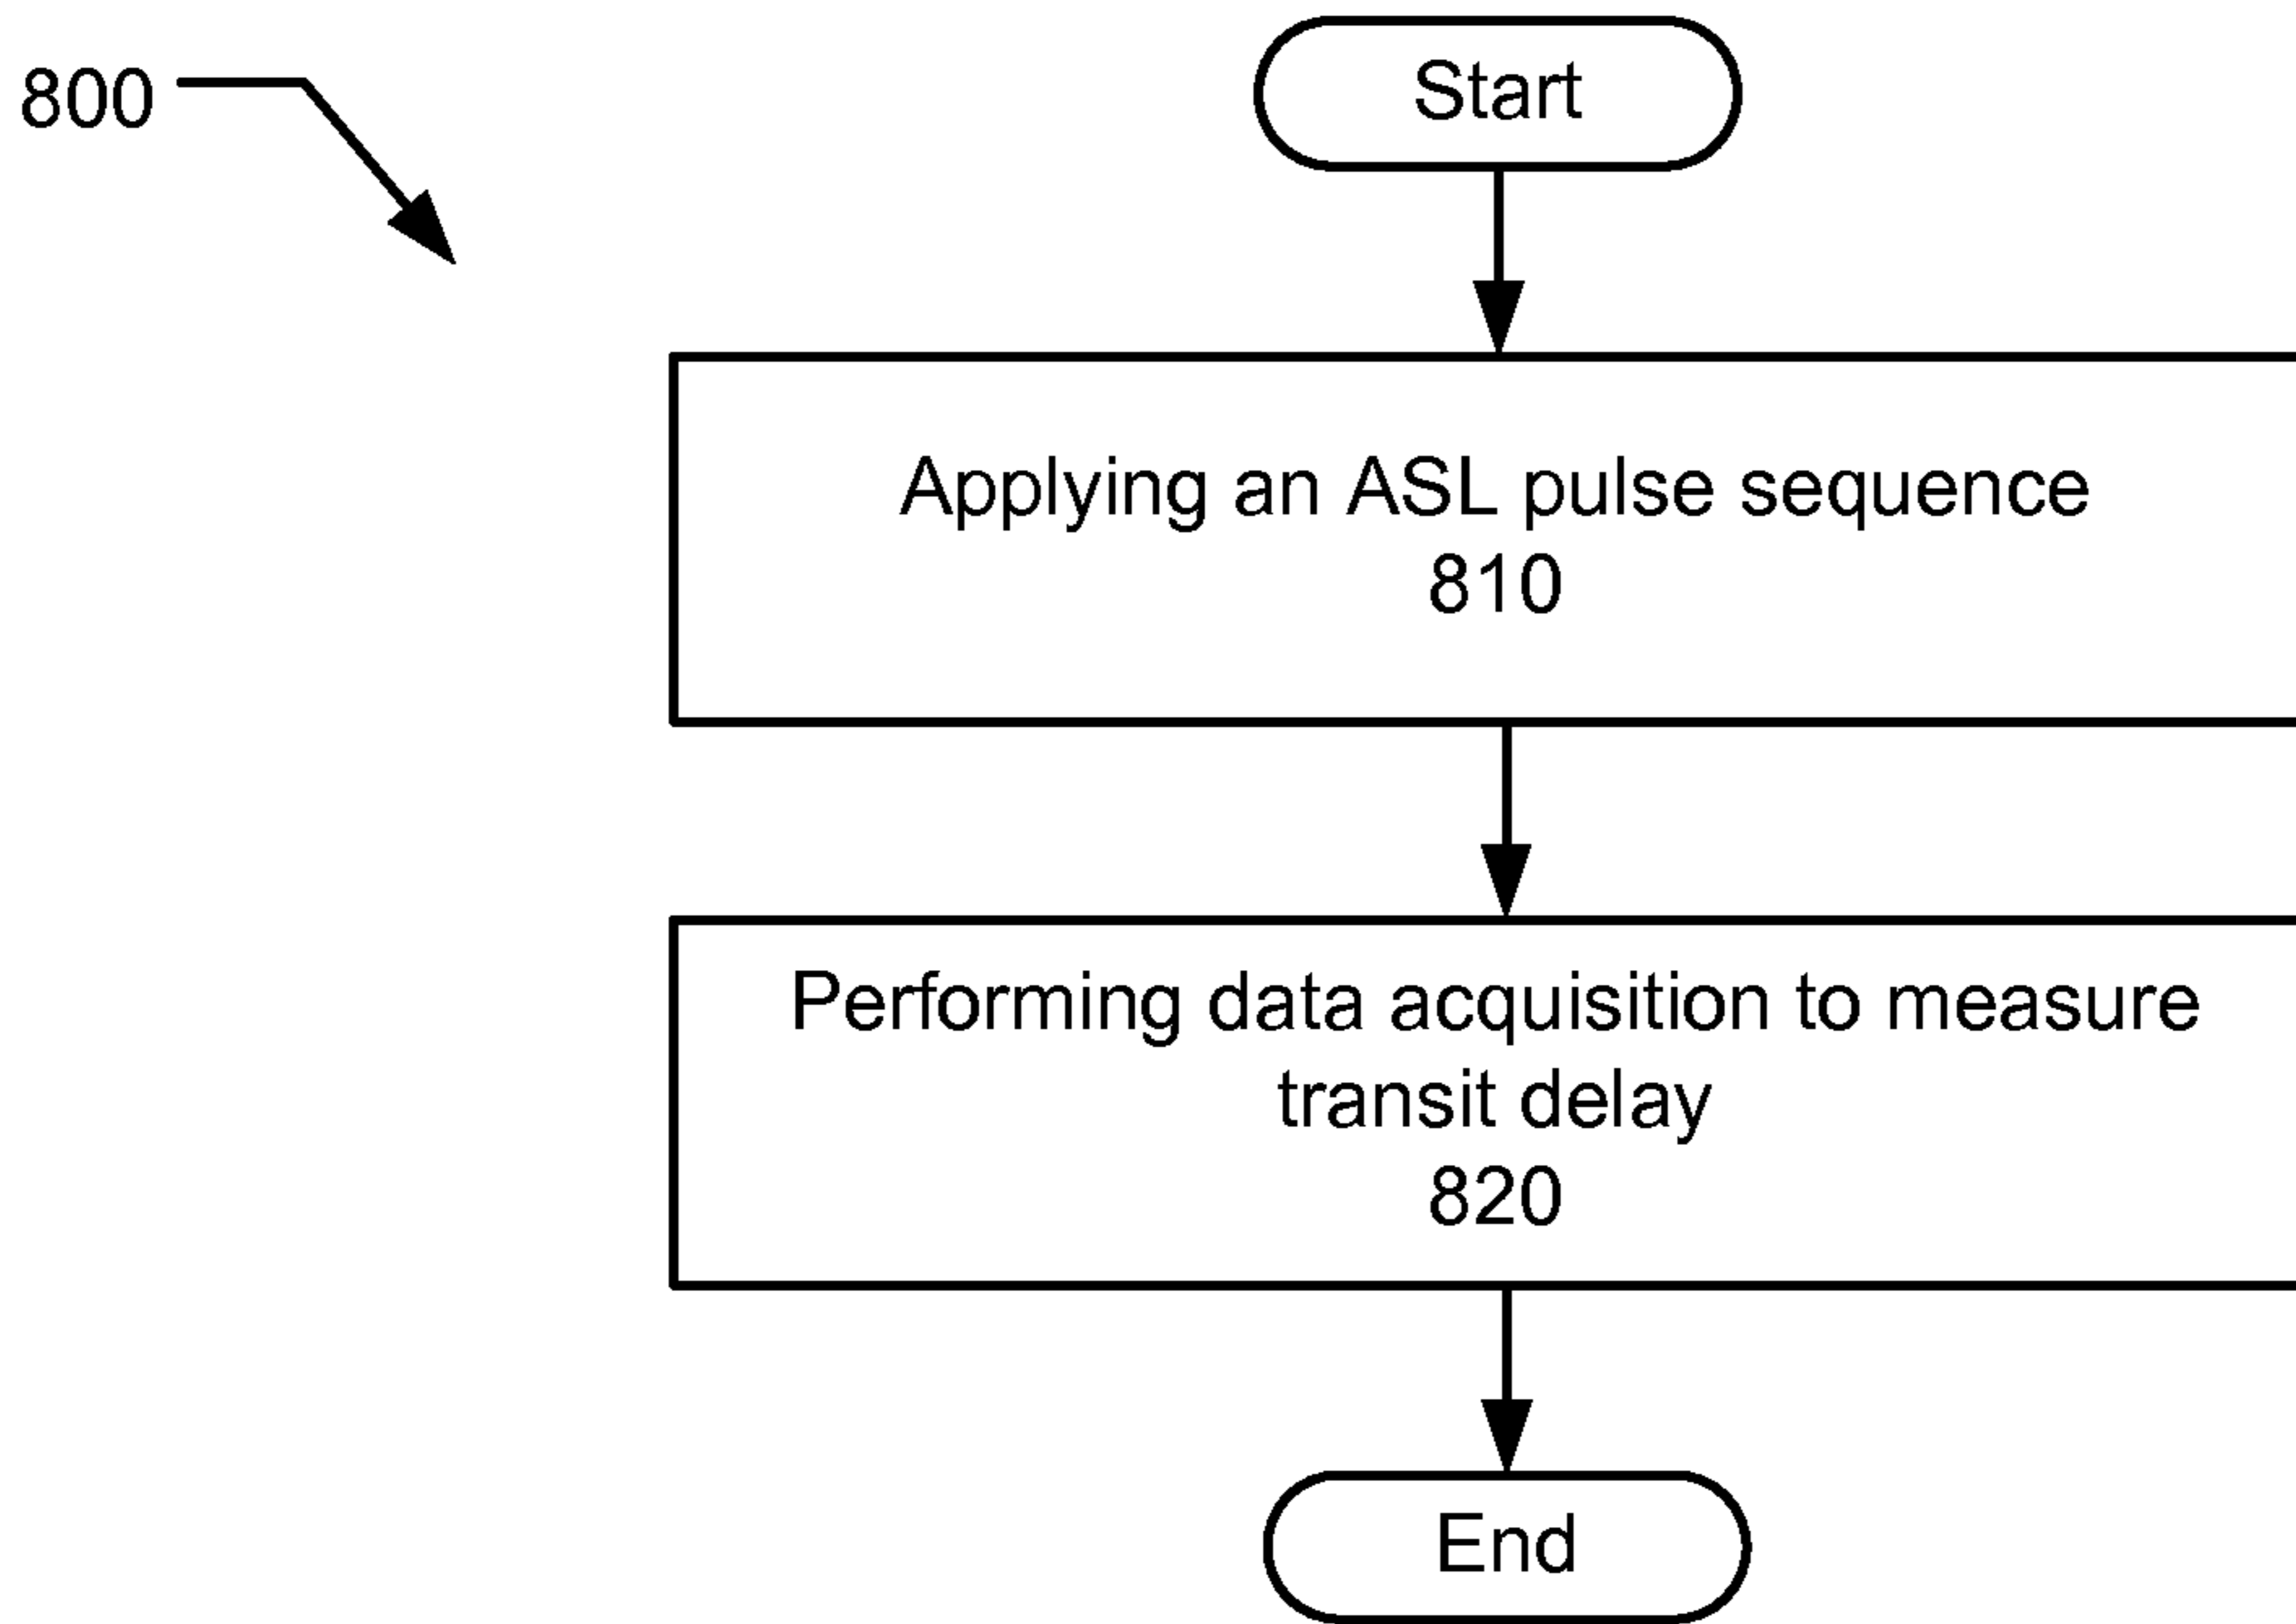 800
Start
Applying an ASL pulse sequence
810
Performing data acquisition to measure
transit delay
820
End